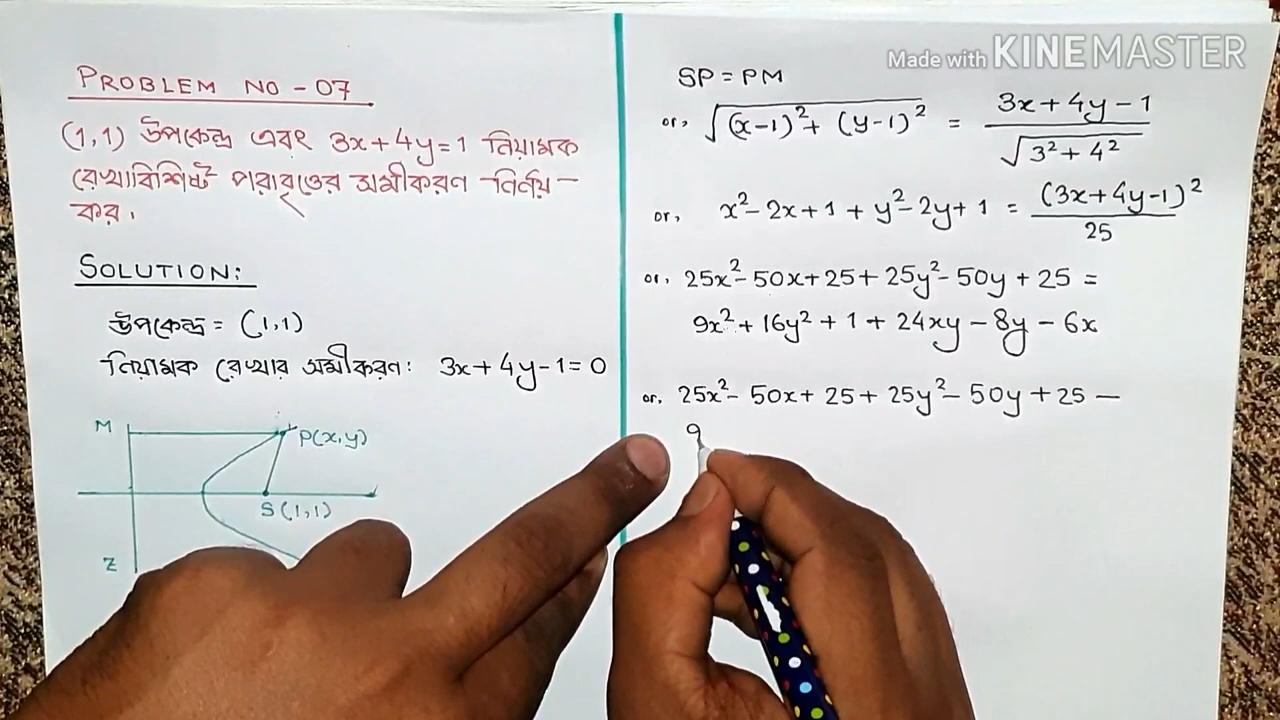 PROBLEM NO - 07
(1,1) উপকেন্দ্র এবং 3x+4y=1 নিয়ামক
রেখাবিশিষ্ট পরাবৃত্তের সমীকরণ নির্ণয়
কর।
SOLUTION:
উপকেন্দ্র = (1,1)
নিয়ামক রেখার সমীকরণ: 3x+4y-1=0
M
P(x,y)
S(1,1)
Z
Made with KINEMASTER
SP = PM
or, √((x-1)²+ (y-1)²) = (3x+4y-1)/√(3²+4²)
or, x²-2x+1+y²-2y+1 = (3x+4y-1)²/25
or, 25x²-50x+25+25y²-50y+25 =
9x²+16y²+1+24xy-8y-6x
or, 25x²-50x+25+25y²-50y+25 —
9